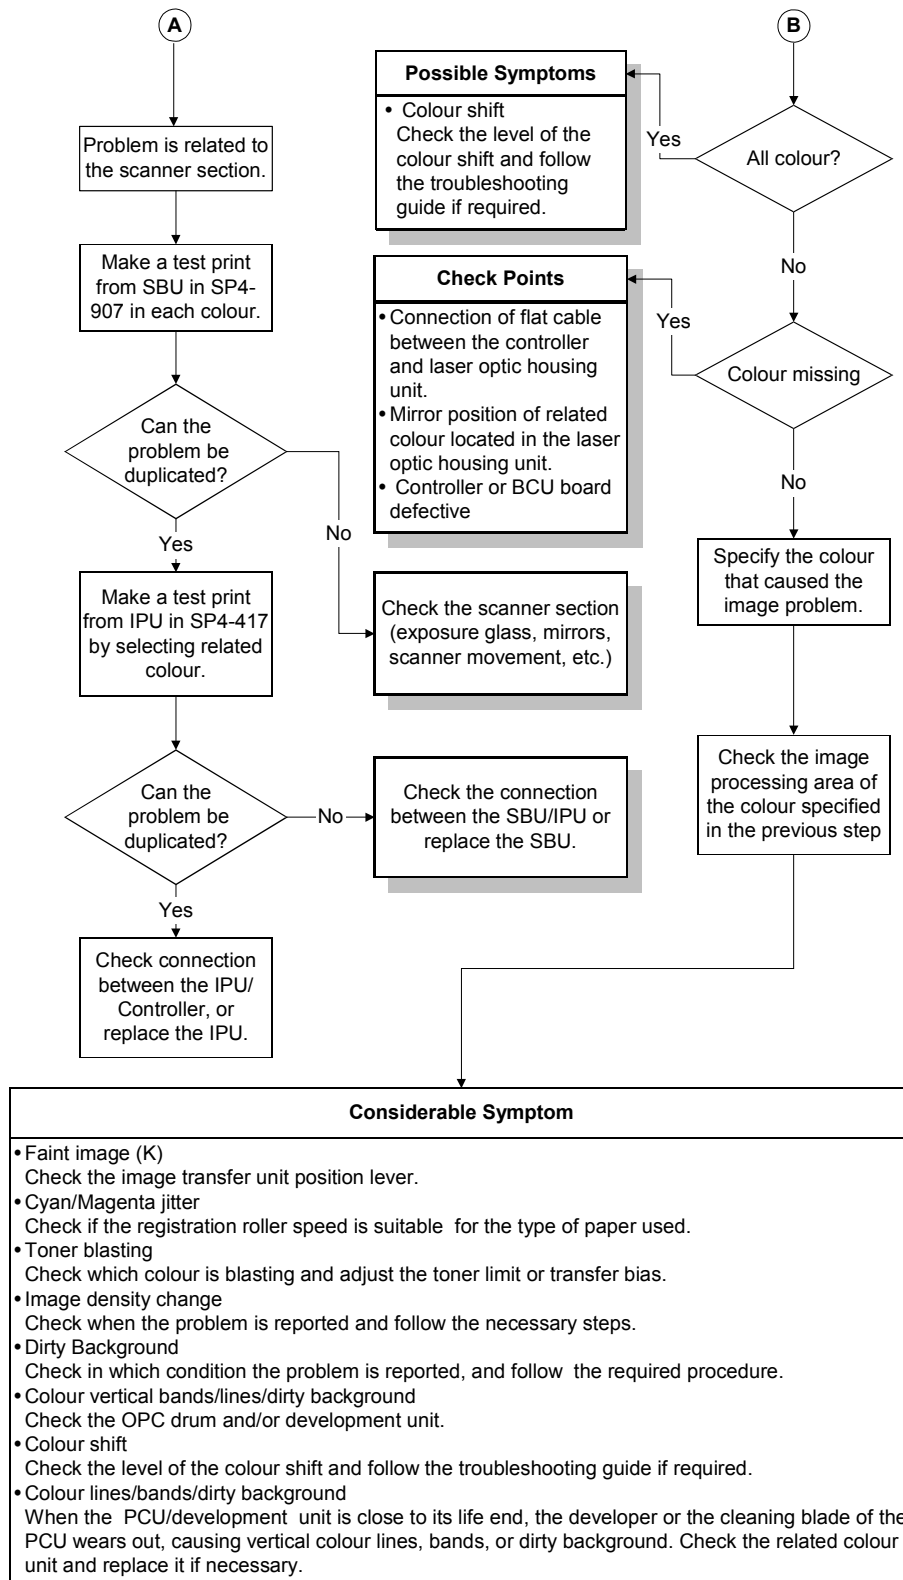 A
Problem is related to
the scanner section.
Make a test print
from SBU in SP4-
907 in each colour.
Can the
problem be
duplicated?
No
Yes
Make a test print
from IPU in SP4-417
by selecting related
colour.
Check the scanner section
(exposure glass, mirrors,
scanner movement, etc.)
Can the
problem be
duplicated?
No
Check the connection
between the SBU/IPU or
replace the SBU.
Yes
Check connection
between the IPU/
Controller, or
replace the IPU.
B
All colour?
Yes
Possible Symptoms
• Colour shift
Check the level of the
colour shift and follow
the troubleshooting
guide if required.
No
Colour missing
Yes
Check Points
• Connection of flat cable
between the controller
and laser optic housing
unit.
• Mirror position of related
colour located in the laser
optic housing unit.
• Controller or BCU board
defective
No
Specify the colour
that caused the
image problem.
Check the image
processing area of
the colour specified
in the previous step
Considerable Symptom
• Faint image (K)
Check the image transfer unit position lever.
• Cyan/Magenta jitter
Check if the registration roller speed is suitable for the type of paper used.
• Toner blasting
Check which colour is blasting and adjust the toner limit or transfer bias.
• Image density change
Check when the problem is reported and follow the necessary steps.
• Dirty Background
Check in which condition the problem is reported, and follow the required procedure.
• Colour vertical bands/lines/dirty background
Check the OPC drum and/or development unit.
• Colour shift
Check the level of the colour shift and follow the troubleshooting guide if required.
• Colour lines/bands/dirty background
When the PCU/development unit is close to its life end, the developer or the cleaning blade of the
PCU wears out, causing vertical colour lines, bands, or dirty background. Check the related colour
unit and replace it if necessary.